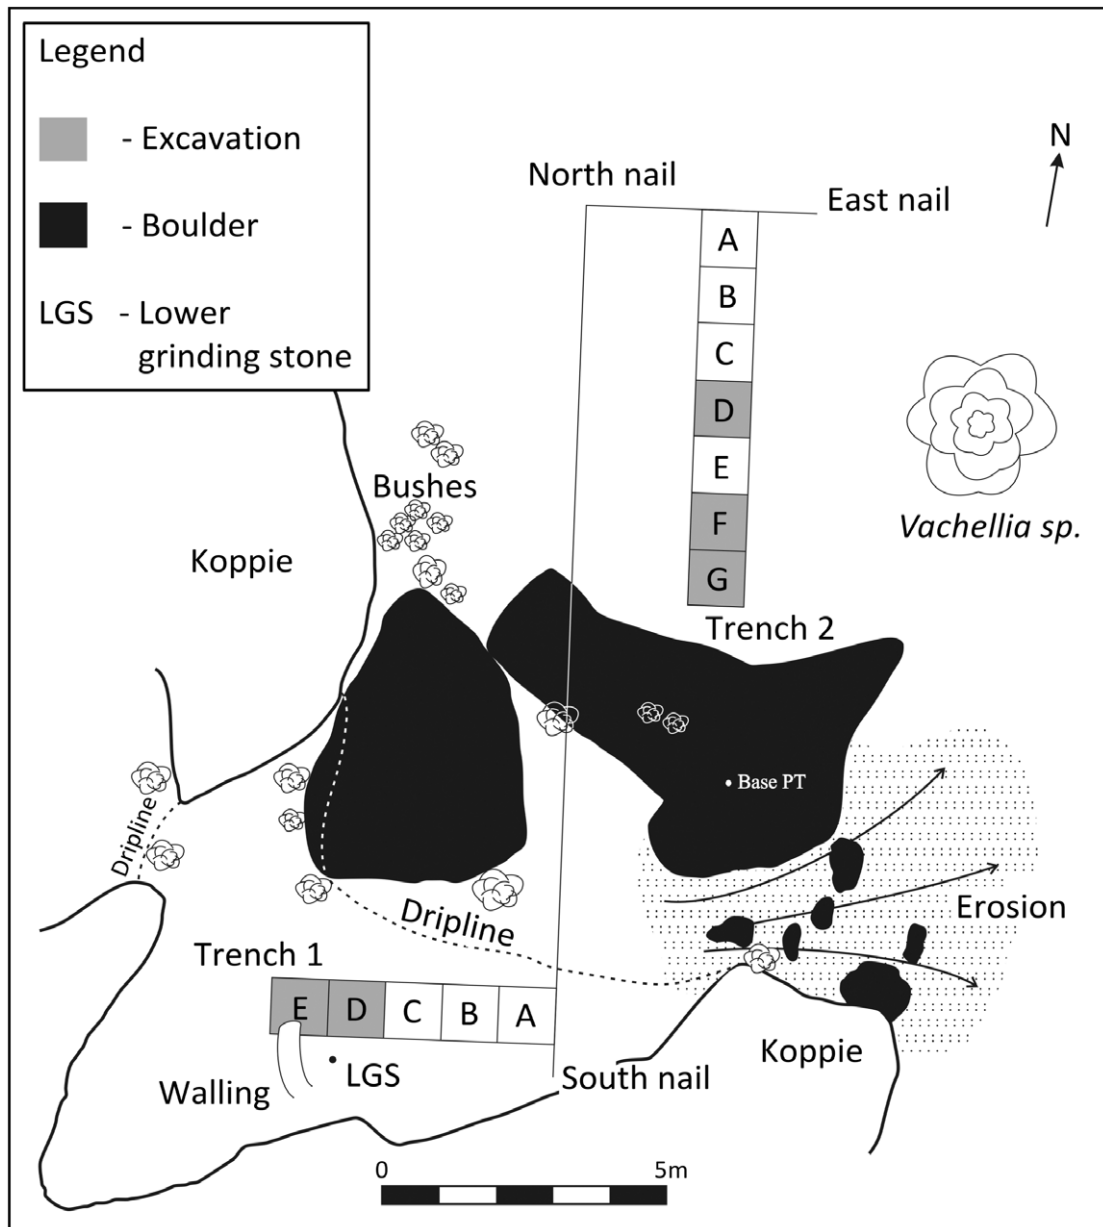 Legend
- Excavation
- Boulder
LGS - Lower
grinding stone
N
North nail
East nail
A
B
C
D
E
F
G
Trench 2
Vachellia sp.
Bushes
Koppie
Base PT
Dripline
Dripline
Erosion
Trench 1
E D C B A
Koppie
Walling
LGS
South nail
0 5m